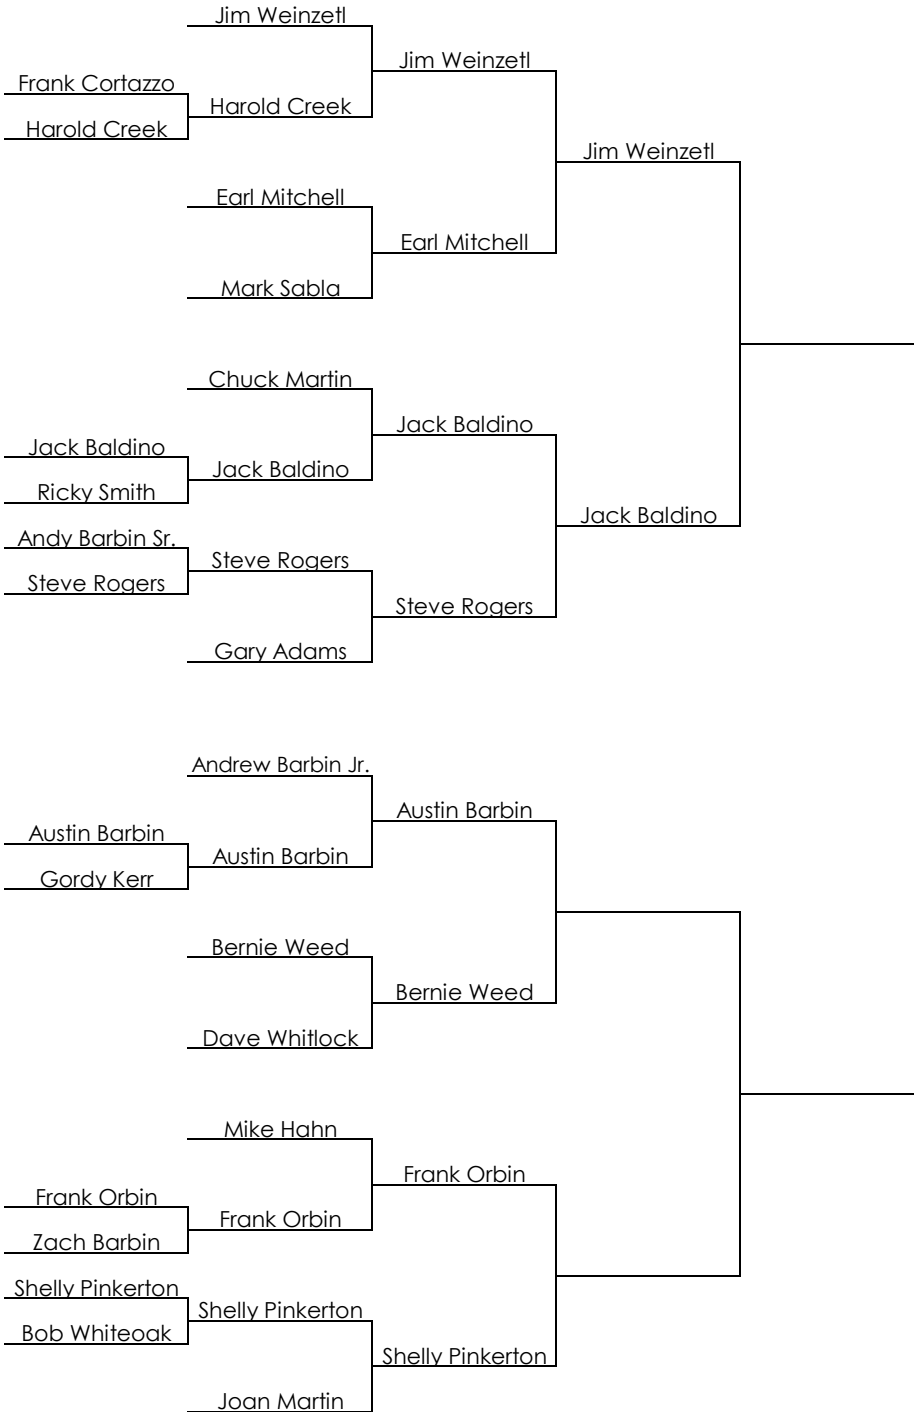 Jim Weinzetl
Jim Weinzetl
Frank Cortazzo
Harold Creek
Harold Creek
Jim Weinzetl
Earl Mitchell
Earl Mitchell
Mark Sabla
Chuck Martin
Jack Baldino
Jack Baldino
Jack Baldino
Ricky Smith
Jack Baldino
Andy Barbin Sr.
Steve Rogers
Steve Rogers
Steve Rogers
Gary Adams
Andrew Barbin Jr.
Austin Barbin
Austin Barbin
Austin Barbin
Gordy Kerr
Bernie Weed
Bernie Weed
Dave Whitlock
Mike Hahn
Frank Orbin
Frank Orbin
Frank Orbin
Zach Barbin
Shelly Pinkerton
Shelly Pinkerton
Bob Whiteoak
Shelly Pinkerton
Joan Martin